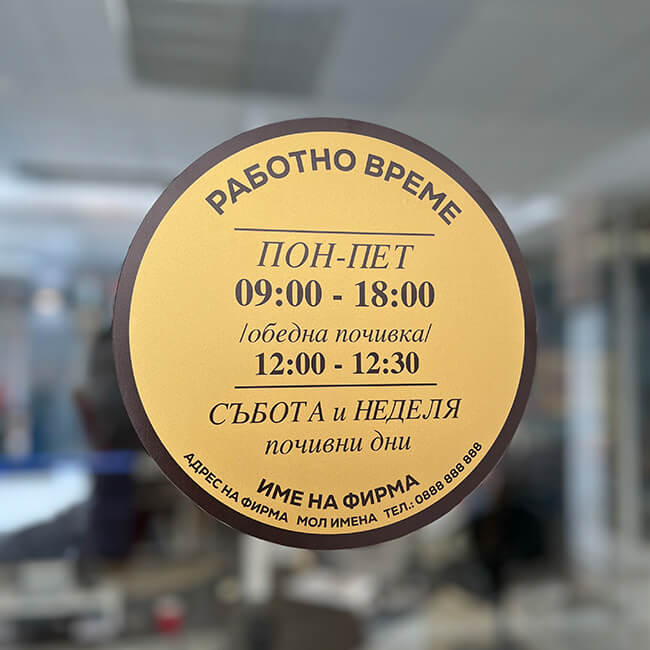 РАБОТНО ВРЕМЕ
ПОН-ПЕТ
09:00 - 18:00
/обедна почивка/
12:00 - 12:30
СЪБОТА и НЕДЕЛЯ
почивни дни
ИМЕ НА ФИРМА
АДРЕС НА ФИРМА МОЛ ИМЕНА ТЕЛ.: 0888 888 888